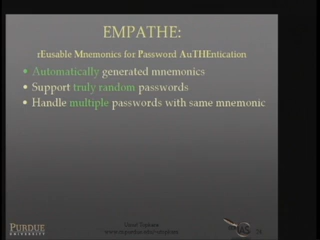 EMPATHE:
rEusable Mnemonics for Password AuTHEntication
• Automatically generated mnemonics
• Support truly random passwords
• Handle multiple passwords with same mnemonic
PURDUE
UNIVERSITY